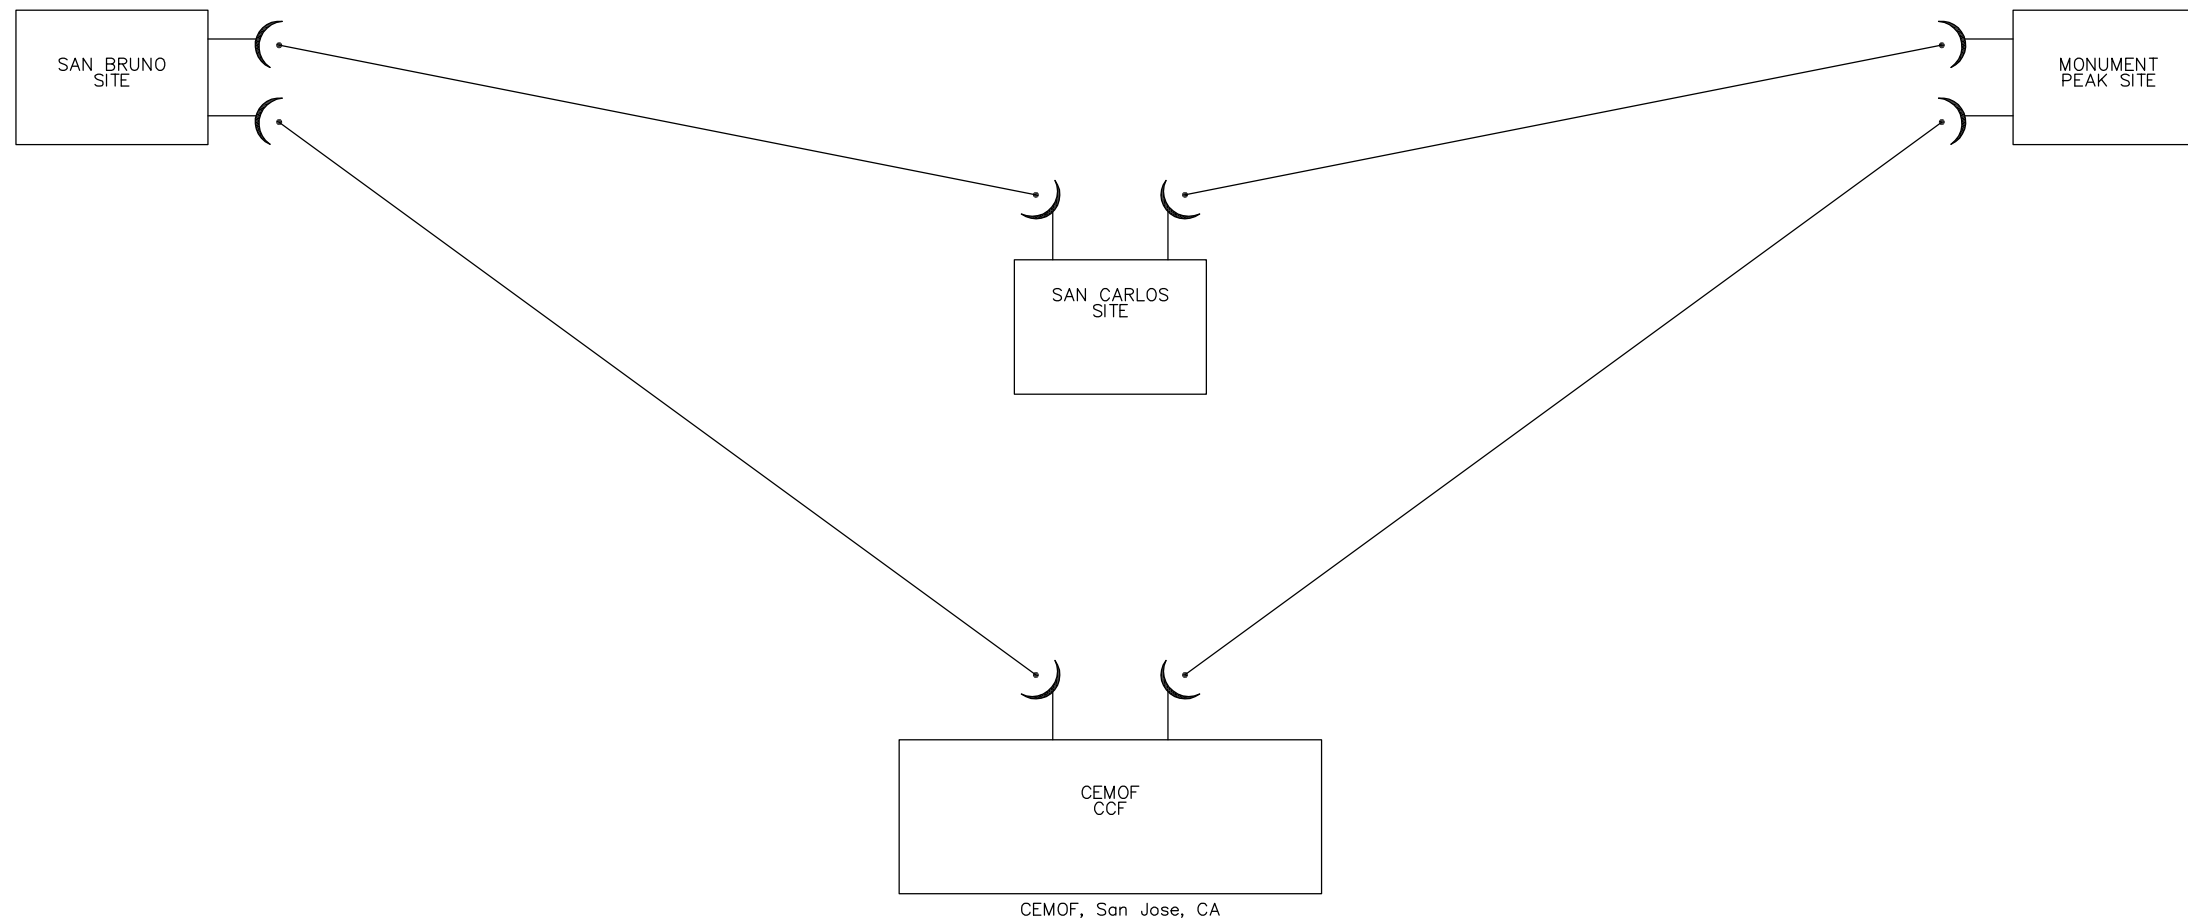 SAN BRUNO
SITE
MONUMENT
PEAK SITE
SAN CARLOS
SITE
CEMOF
CCF
CEMOF, San Jose, CA